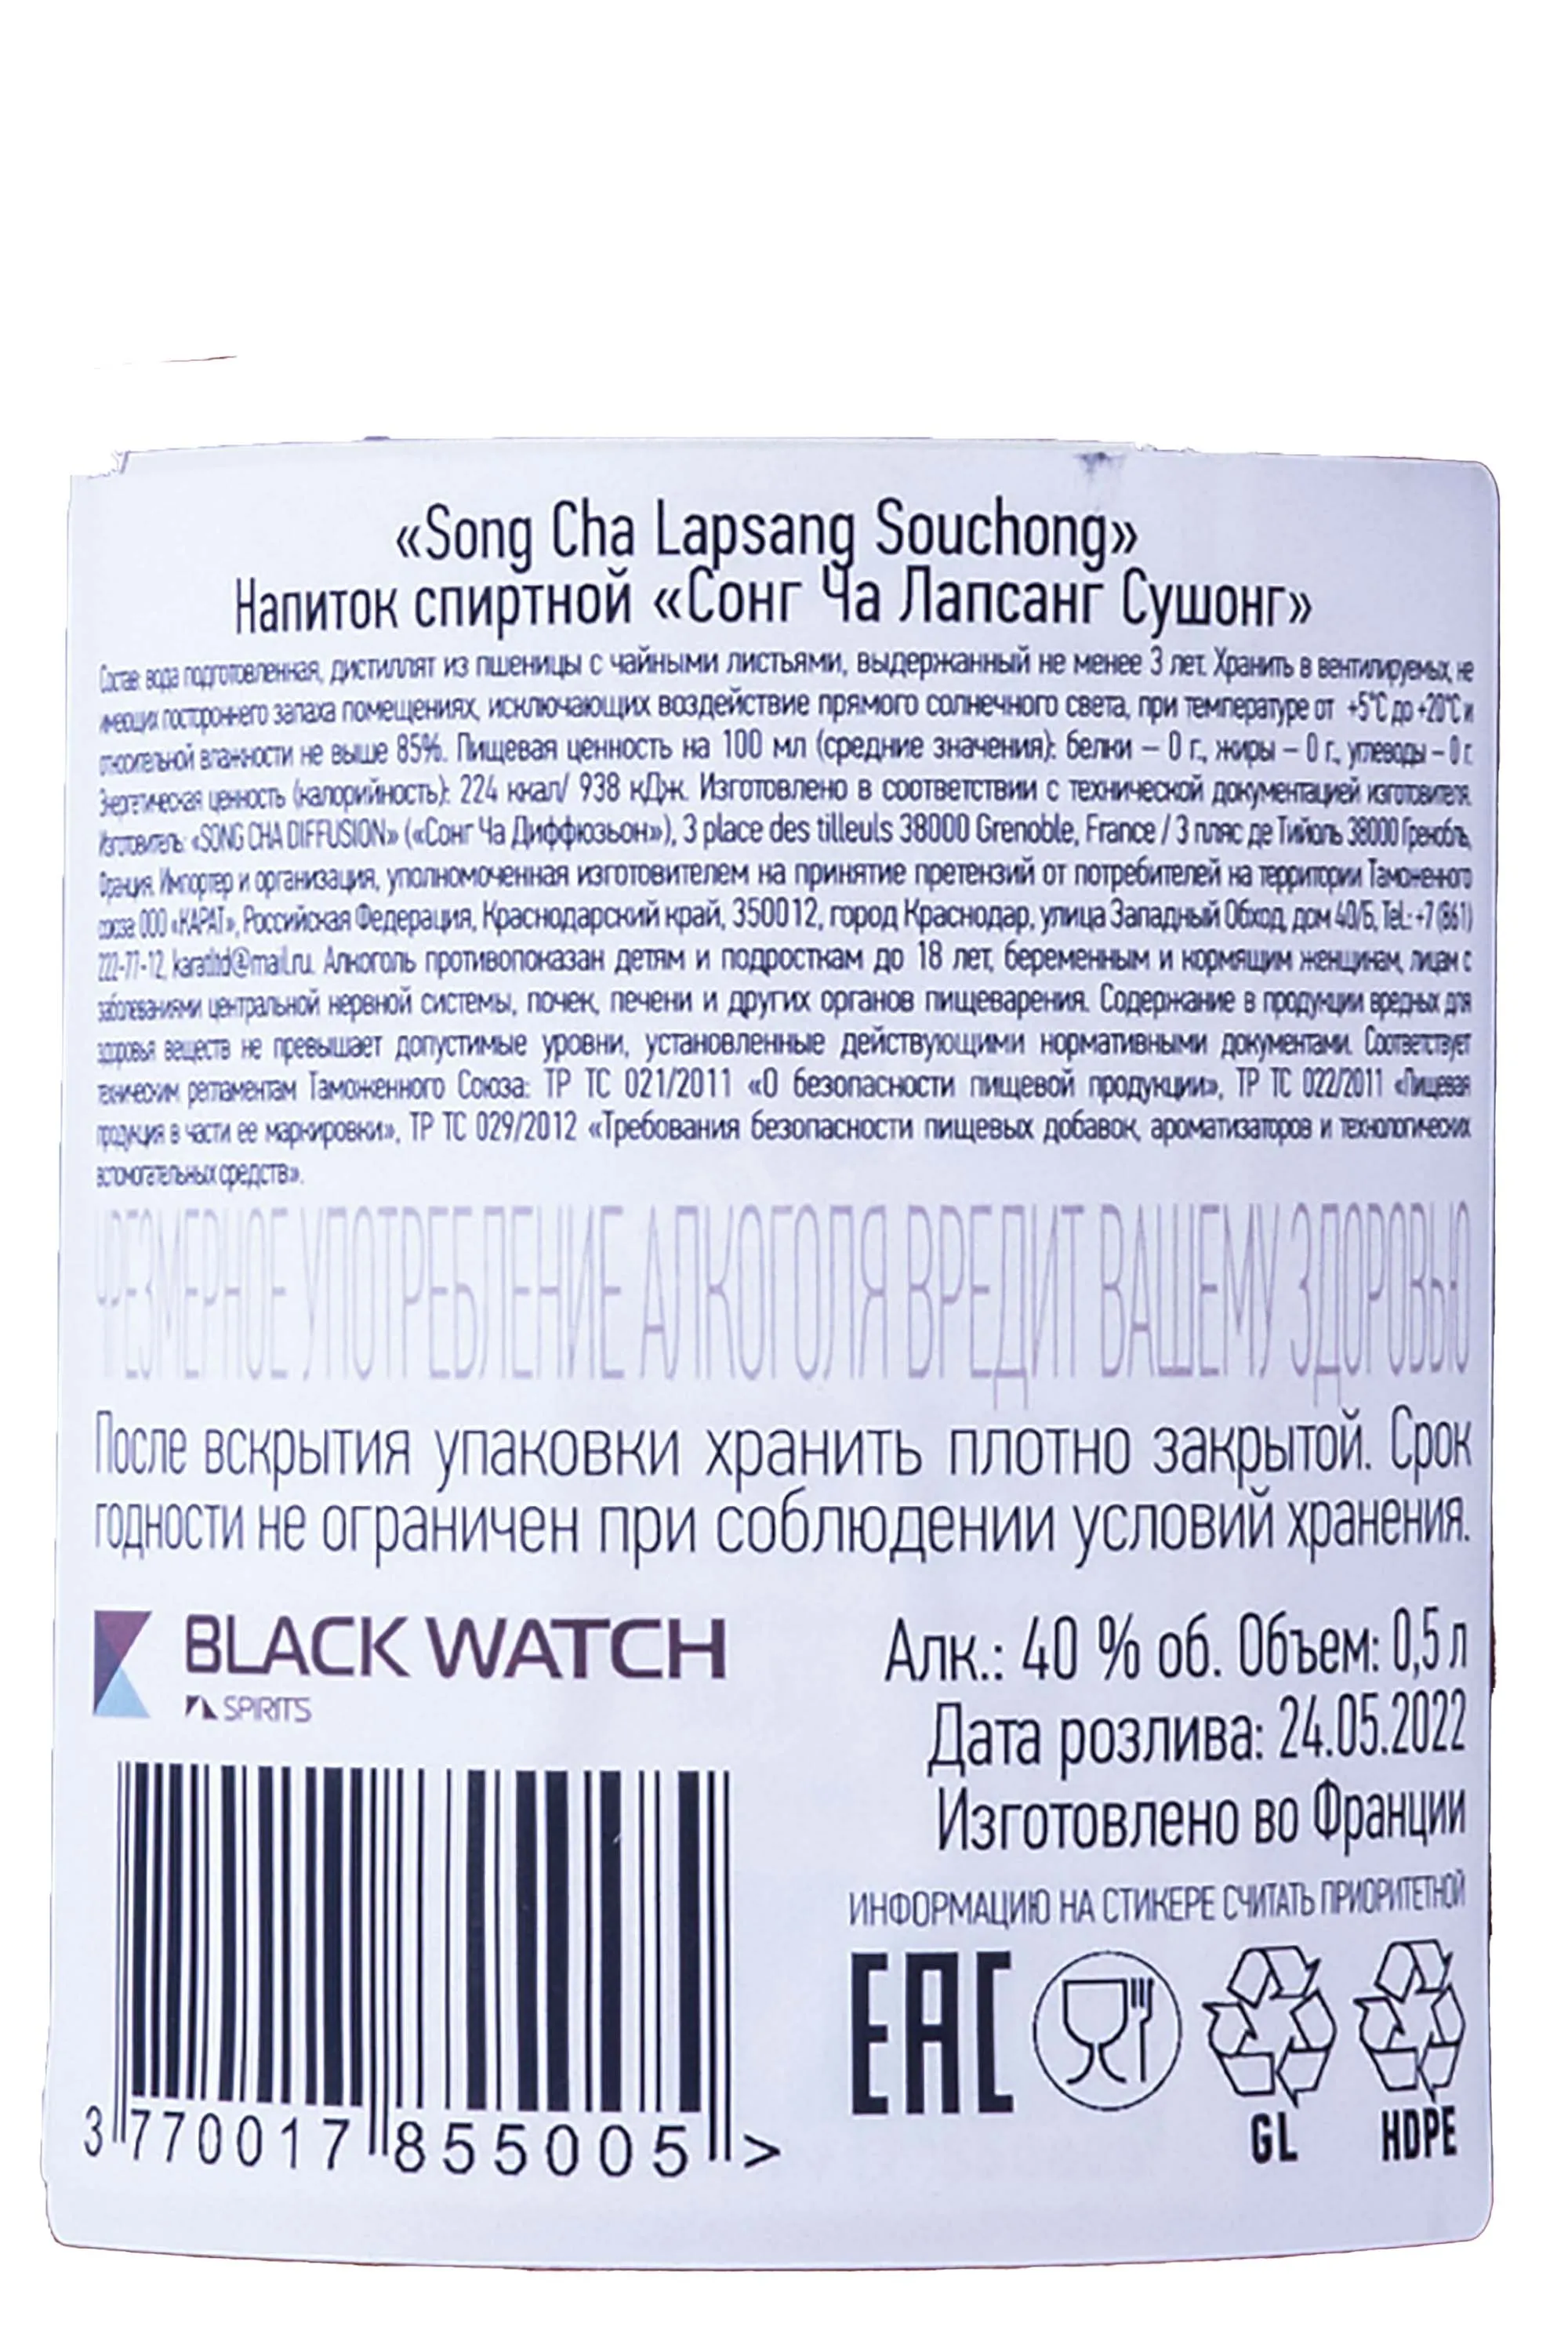 «Song Cha Lapsang Souchong»
Напиток спиртной «Сонг Ча Лапсанг Сушонг»
Состав: вода подготовленная, дистиллят из пшеницы с чайными листьями, выдержанный не менее 3 лет. Хранить в вентилируемых, не
имеющих постороннего запаха помещениях, исключающих воздействие прямого солнечного света, при температуре от +5°C до +20°C и
относительной влажности не выше 85%. Пищевая ценность на 100 мл (средние значения): белки – 0 г., жиры – 0 г., углеводы – 0 г.
Энергетическая ценность (калорийность): 224 ккал/ 938 кДж. Изготовлено в соответствии с технической документацией изготовителя.
Изготовитель: «SONG CHA DIFFUSION» («Сонг Ча Диффюзьон»), 3 place des tilleuls 38000 Grenoble, France / 3 пляс де Тийоль 38000 Гренобль,
Франция. Импортер и организация, уполномоченная изготовителем на принятие претензий от потребителей на территории Таможенного
союза: ООО «КАРАТ», Российская Федерация, Краснодарский край, 350012, город Краснодар, улица Западный Обход, дом 40/Б, Tel.: +7 (861)
222-77-12, karatltd@mail.ru. Алкоголь противопоказан детям и подросткам до 18 лет, беременным и кормящим женщинам, лицам с
заболеваниями центральной нервной системы, почек, печени и других органов пищеварения. Содержание в продукции вредных для
здоровья веществ не превышает допустимые уровни, установленные действующими нормативными документами. Соответствует
техническим регламентам Таможенного Союза: ТР ТС 021/2011 «О безопасности пищевой продукции», ТР ТС 022/2011 «Пищевая
продукция в части ее маркировки», ТР ТС 029/2012 «Требования безопасности пищевых добавок, ароматизаторов и технологических
вспомогательных средств».
ЧРЕЗМЕРНОЕ УПОТРЕБЛЕНИЕ АЛКОГОЛЯ ВРЕДИТ ВАШЕМУ ЗДОРОВЬЮ
После вскрытия упаковки хранить плотно закрытой. Срок
годности не ограничен при соблюдении условий хранения.
BLACK WATCH
SPIRITS
Алк.: 40 % об. Объем: 0,5 л
Дата розлива: 24.05.2022
Изготовлено во Франции
ИНФОРМАЦИЮ НА СТИКЕРЕ СЧИТАТЬ ПРИОРИТЕТНОЙ
EAC
GL HDPE
3 770017 855005 >